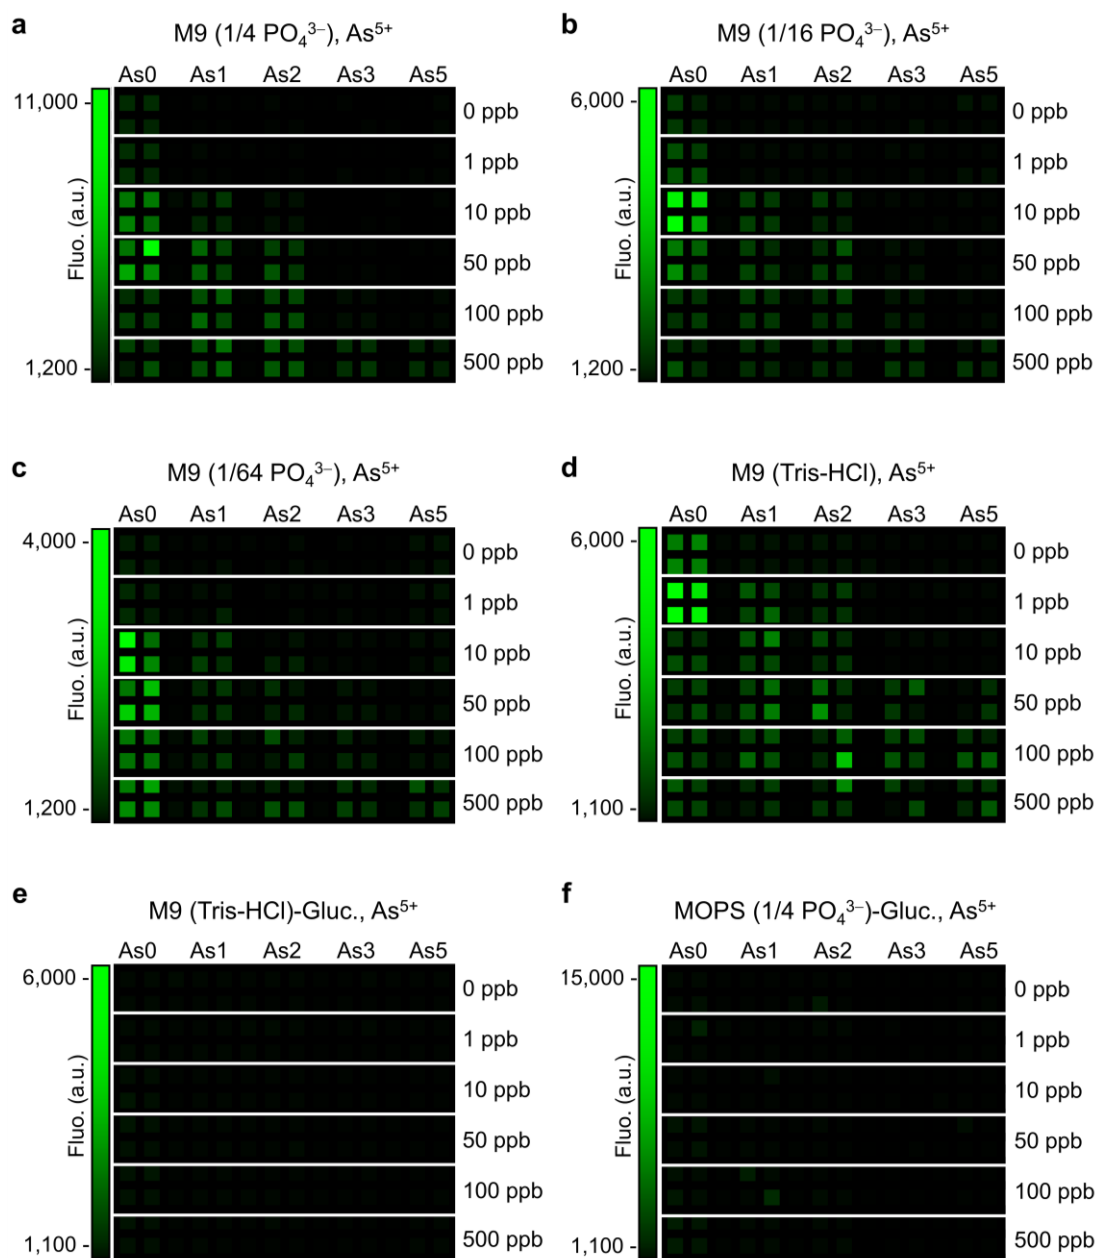 a
M9 (1/4 PO₄³⁻), As⁵⁺
As0 As1 As2 As3 As5
11,000 -
Fluo. (a.u.)
1,200 -
0 ppb
1 ppb
10 ppb
50 ppb
100 ppb
500 ppb
b
M9 (1/16 PO₄³⁻), As⁵⁺
As0 As1 As2 As3 As5
6,000 -
Fluo. (a.u.)
1,200 -
0 ppb
1 ppb
10 ppb
50 ppb
100 ppb
500 ppb
c
M9 (1/64 PO₄³⁻), As⁵⁺
As0 As1 As2 As3 As5
4,000 -
Fluo. (a.u.)
1,200 -
0 ppb
1 ppb
10 ppb
50 ppb
100 ppb
500 ppb
d
M9 (Tris-HCl), As⁵⁺
As0 As1 As2 As3 As5
6,000 -
Fluo. (a.u.)
1,100 -
0 ppb
1 ppb
10 ppb
50 ppb
100 ppb
500 ppb
e
M9 (Tris-HCl)-Gluc., As⁵⁺
As0 As1 As2 As3 As5
6,000 -
Fluo. (a.u.)
1,100 -
0 ppb
1 ppb
10 ppb
50 ppb
100 ppb
500 ppb
f
MOPS (1/4 PO₄³⁻)-Gluc., As⁵⁺
As0 As1 As2 As3 As5
15,000 -
Fluo. (a.u.)
1,100 -
0 ppb
1 ppb
10 ppb
50 ppb
100 ppb
500 ppb